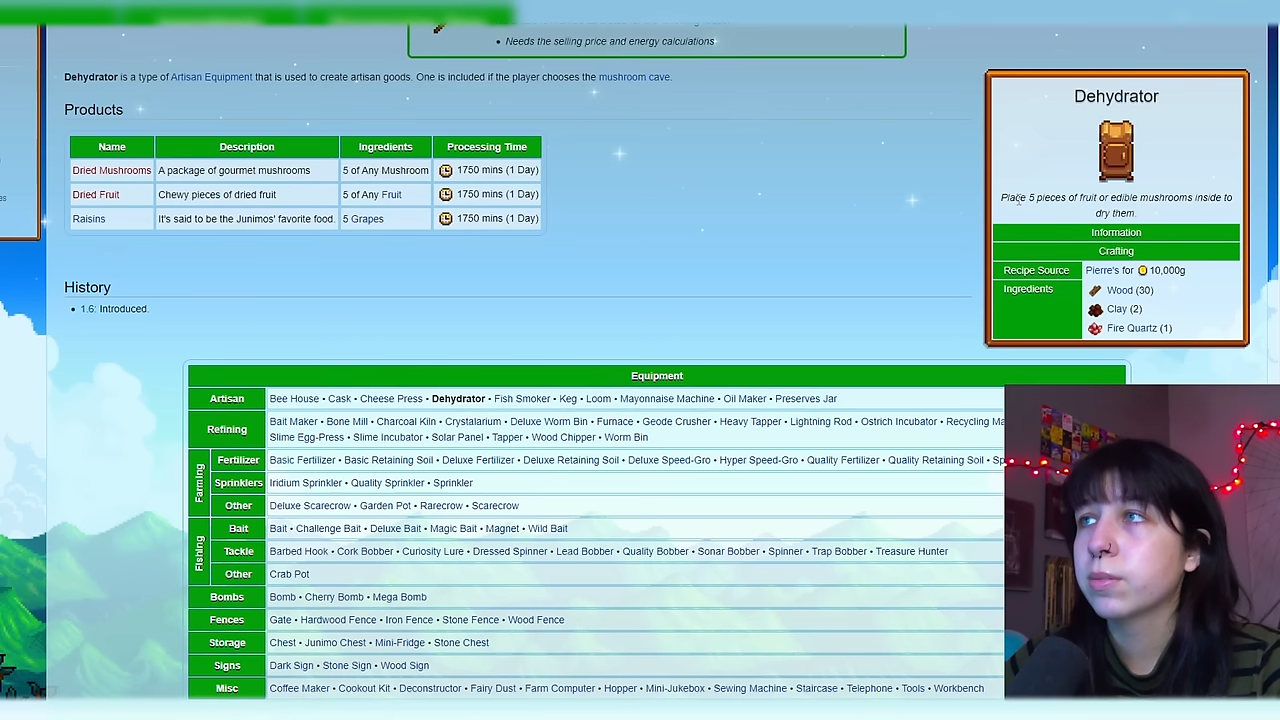 • Needs the selling price and energy calculations
Dehydrator is a type of Artisan Equipment that is used to create artisan goods. One is included if the player chooses the mushroom cave.
Products
Name Description Ingredients Processing Time
Dried Mushrooms A package of gourmet mushrooms 5 of Any Mushroom 1750 mins (1 Day)
Dried Fruit Chewy pieces of dried fruit 5 of Any Fruit 1750 mins (1 Day)
Raisins It's said to be the Junimos' favorite food. 5 Grapes 1750 mins (1 Day)
History
• 1.6: Introduced.
Dehydrator
Place 5 pieces of fruit or edible mushrooms inside to
dry them.
Information
Crafting
Recipe Source Pierre's for 10,000g
Ingredients Wood (30)
Clay (2)
Fire Quartz (1)
Equipment
Artisan Bee House • Cask • Cheese Press • Dehydrator • Fish Smoker • Keg • Loom • Mayonnaise Machine • Oil Maker • Preserves Jar
Refining Bait Maker • Bone Mill • Charcoal Kiln • Crystalarium • Deluxe Worm Bin • Furnace • Geode Crusher • Heavy Tapper • Lightning Rod • Ostrich Incubator • Recycling Ma
Slime Egg-Press • Slime Incubator • Solar Panel • Tapper • Wood Chipper • Worm Bin
Farming
Fertilizer Basic Fertilizer • Basic Retaining Soil • Deluxe Fertilizer • Deluxe Retaining Soil • Deluxe Speed-Gro • Hyper Speed-Gro • Quality Fertilizer • Quality Retaining Soil • Sp
Sprinklers Iridium Sprinkler • Quality Sprinkler • Sprinkler
Other Deluxe Scarecrow • Garden Pot • Rarecrow • Scarecrow
Fishing
Bait Bait • Challenge Bait • Deluxe Bait • Magic Bait • Magnet • Wild Bait
Tackle Barbed Hook • Cork Bobber • Curiosity Lure • Dressed Spinner • Lead Bobber • Quality Bobber • Sonar Bobber • Spinner • Trap Bobber • Treasure Hunter
Other Crab Pot
Bombs Bomb • Cherry Bomb • Mega Bomb
Fences Gate • Hardwood Fence • Iron Fence • Stone Fence • Wood Fence
Storage Chest • Junimo Chest • Mini-Fridge • Stone Chest
Signs Dark Sign • Stone Sign • Wood Sign
Misc Coffee Maker • Cookout Kit • Deconstructor • Fairy Dust • Farm Computer • Hopper • Mini-Jukebox • Sewing Machine • Staircase • Telephone • Tools • Workbench